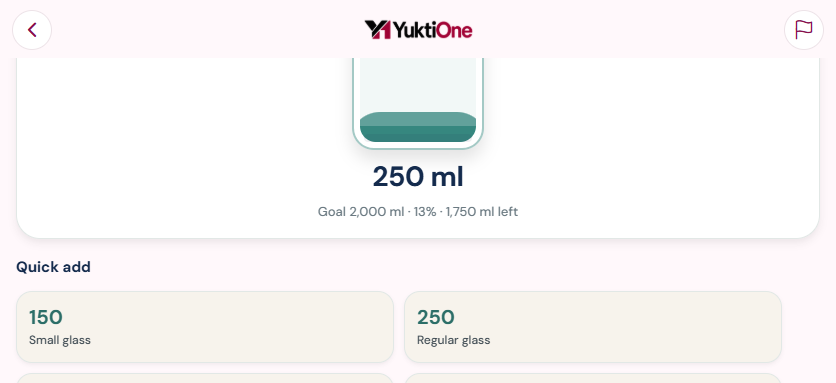 YuktiOne
250 ml
Goal 2,000 ml · 13% · 1,750 ml left
Quick add
150
Small glass
250
Regular glass